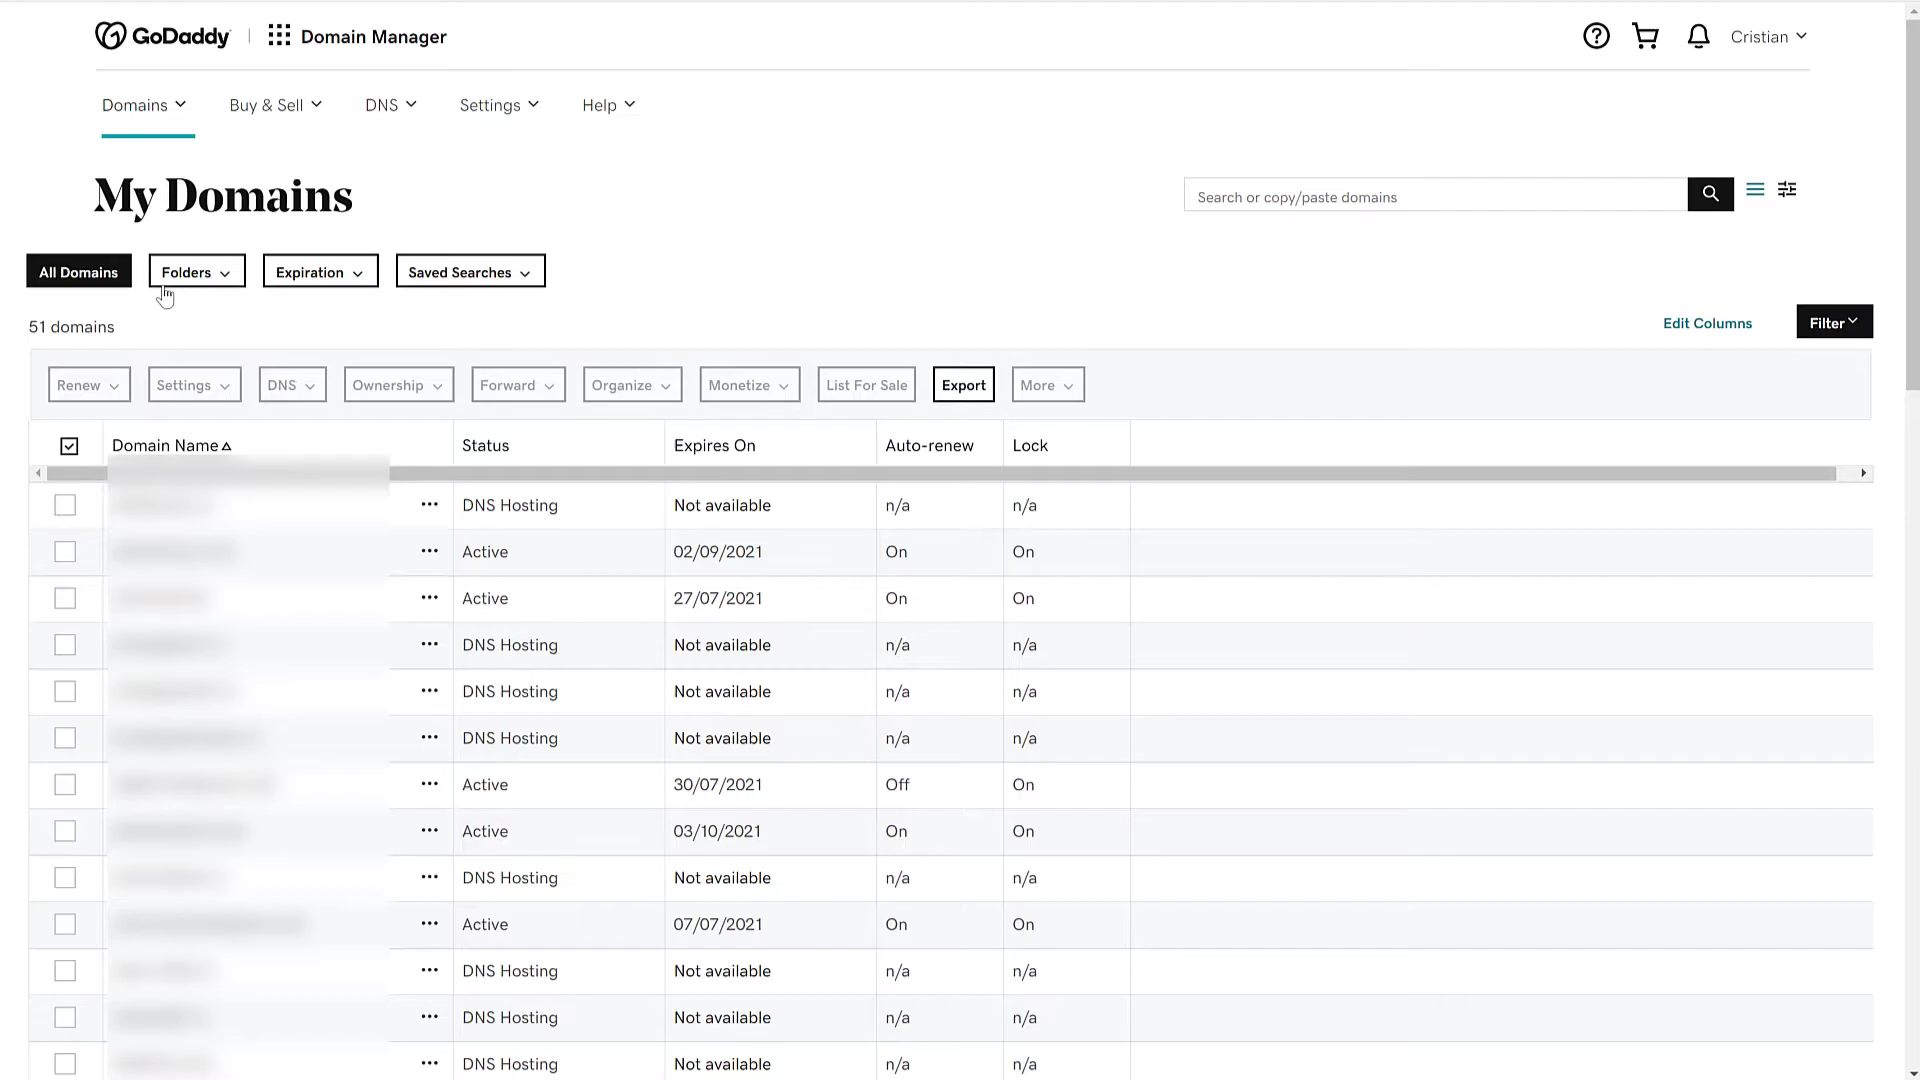 GoDaddy Domain Manager Cristian
Domains Buy & Sell DNS Settings Help
My Domains
Search or copy/paste domains
All Domains Folders Expiration Saved Searches
51 domains
Edit Columns Filter
Renew Settings DNS Ownership Forward Organize Monetize List For Sale Export More
Domain Name Status Expires On Auto-renew Lock
DNS Hosting Not available n/a n/a
Active 02/09/2021 On On
Active 27/07/2021 On On
DNS Hosting Not available n/a n/a
DNS Hosting Not available n/a n/a
DNS Hosting Not available n/a n/a
Active 30/07/2021 Off On
Active 03/10/2021 On On
DNS Hosting Not available n/a n/a
Active 07/07/2021 On On
DNS Hosting Not available n/a n/a
DNS Hosting Not available n/a n/a
DNS Hosting Not available n/a n/a